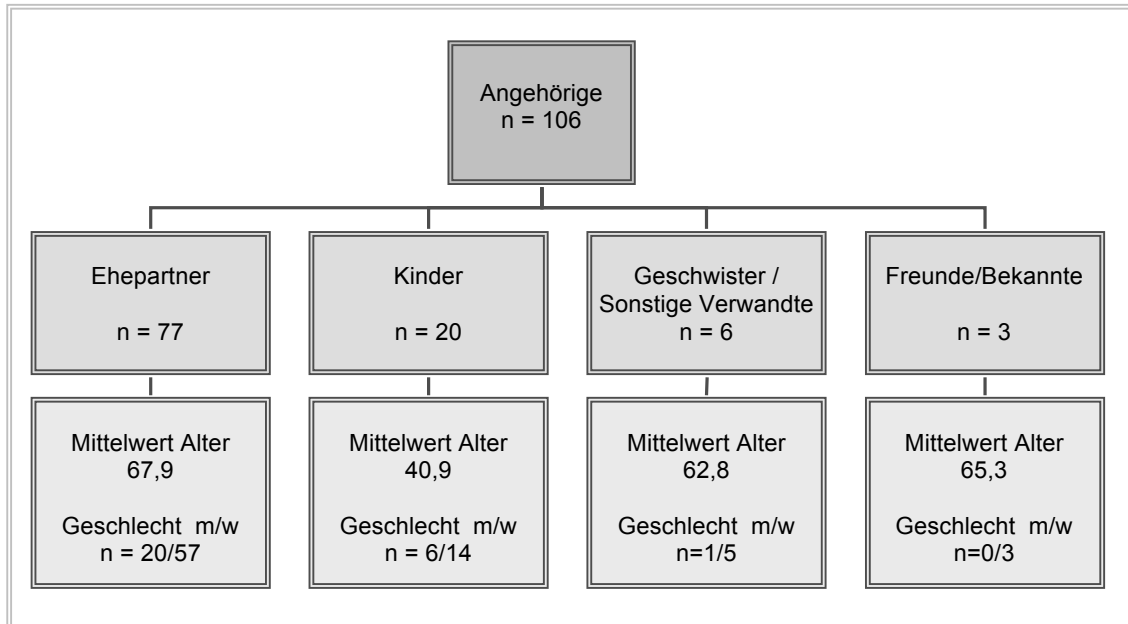 Angehörige
n = 106
Ehepartner
n = 77
Kinder
n = 20
Geschwister /
Sonstige Verwandte
n = 6
Freunde/Bekannte
n = 3
Mittelwert Alter
67,9
Geschlecht m/w
n = 20/57
Mittelwert Alter
40,9
Geschlecht m/w
n = 6/14
Mittelwert Alter
62,8
Geschlecht m/w
n=1/5
Mittelwert Alter
65,3
Geschlecht m/w
n=0/3